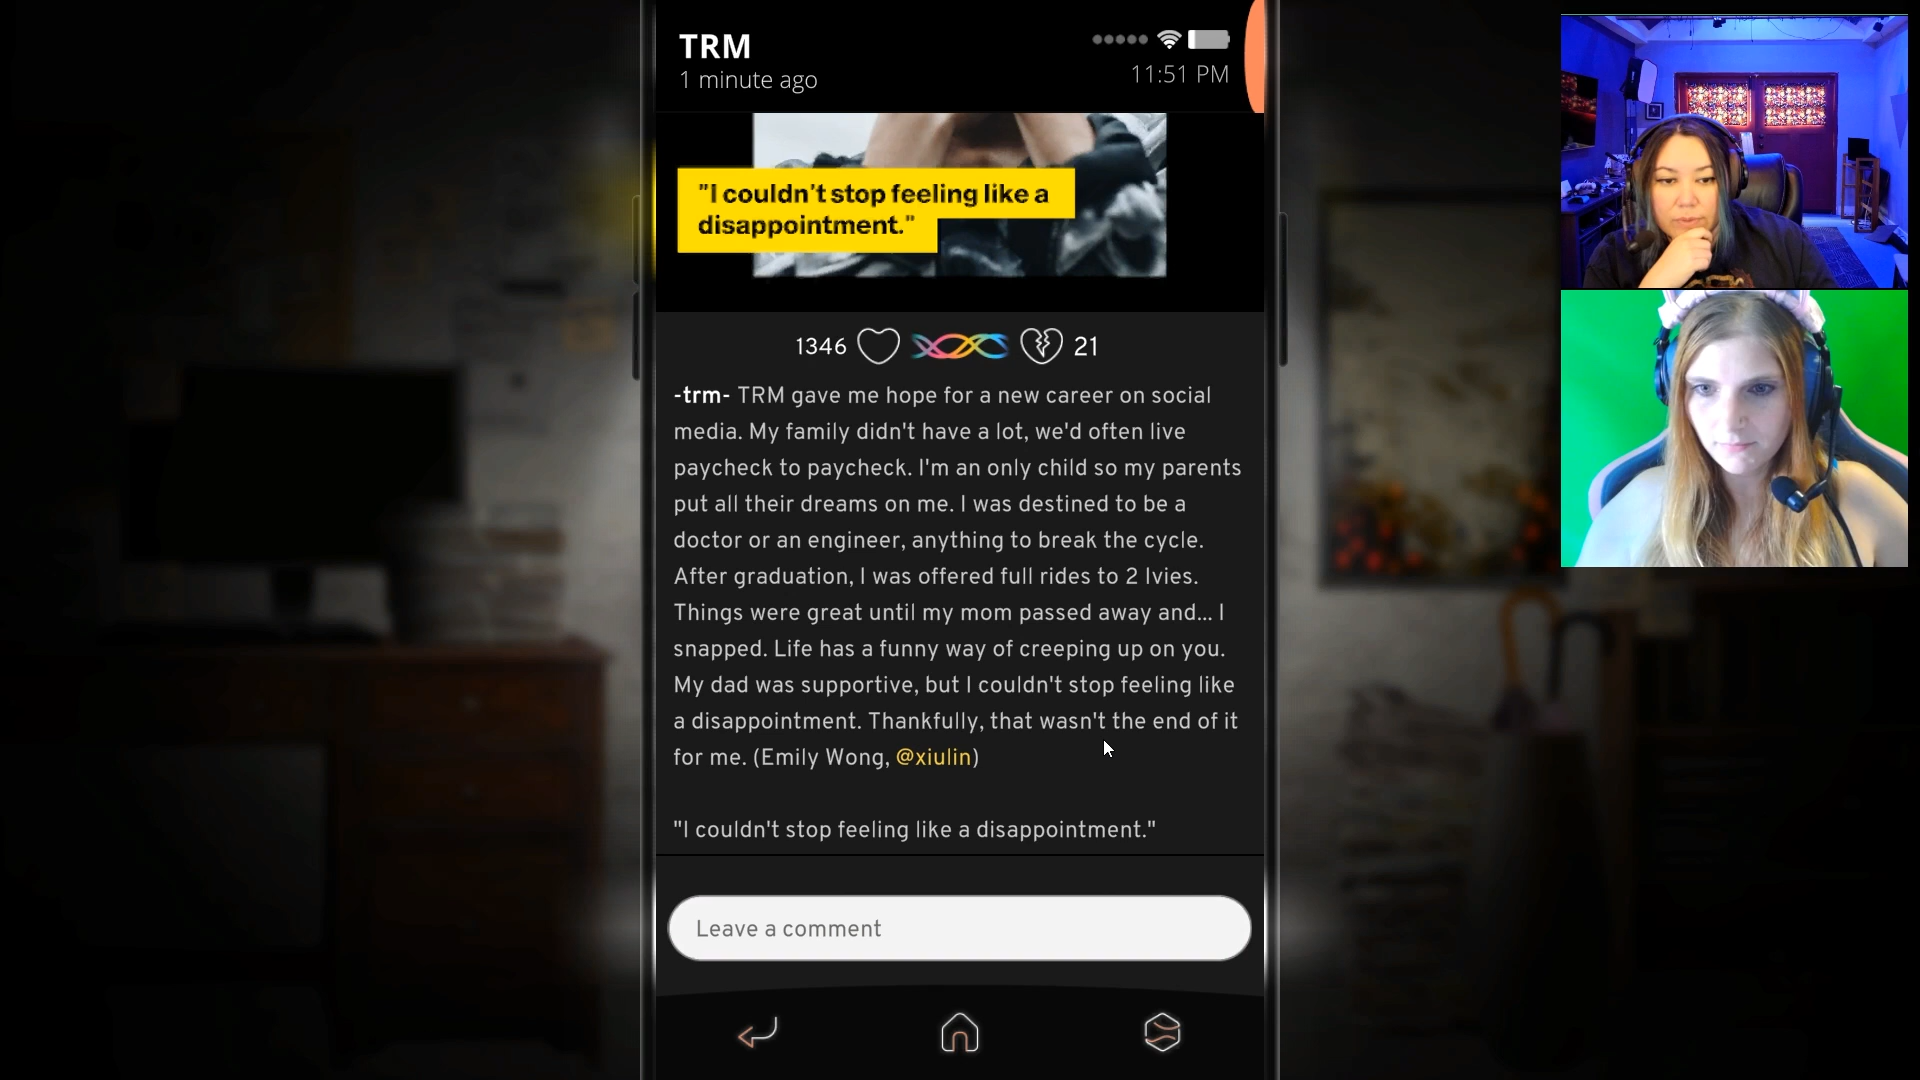 TRM
1 minute ago
11:51 PM
"I couldn't stop feeling like a
disappointment."
1346
21
-trm- TRM gave me hope for a new career on social
media. My family didn't have a lot, we'd often live
paycheck to paycheck. I'm an only child so my parents
put all their dreams on me. I was destined to be a
doctor or an engineer, anything to break the cycle.
After graduation, I was offered full rides to 2 Ivies.
Things were great until my mom passed away and... I
snapped. Life has a funny way of creeping up on you.
My dad was supportive, but I couldn't stop feeling like
a disappointment. Thankfully, that wasn't the end of it
for me. (Emily Wong, @xiulin)
"I couldn't stop feeling like a disappointment."
Leave a comment